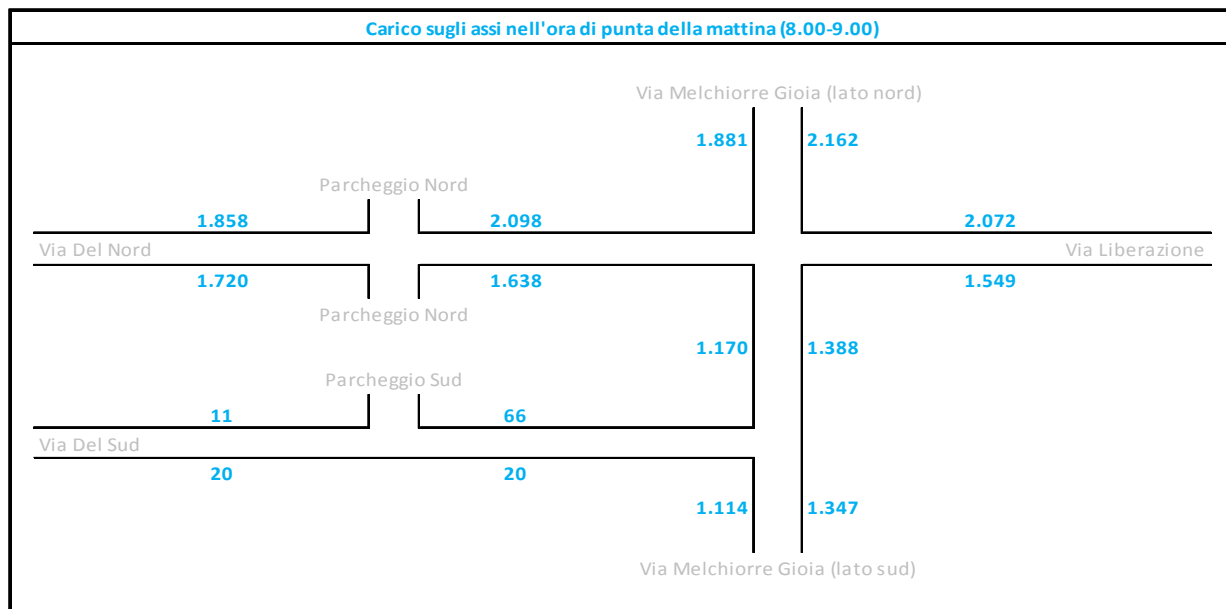 Carico sugli assi nell'ora di punta della mattina (8.00-9.00)
Via Melchiorre Gioia (lato nord)
1.881 2.162
Parcheggio Nord
1.858 2.098 2.072
Via Del Nord Via Liberazione
1.720 1.638 1.549
Parcheggio Nord
1.170 1.388
Parcheggio Sud
11 66
Via Del Sud
20 20
1.114 1.347
Via Melchiorre Gioia (lato sud)